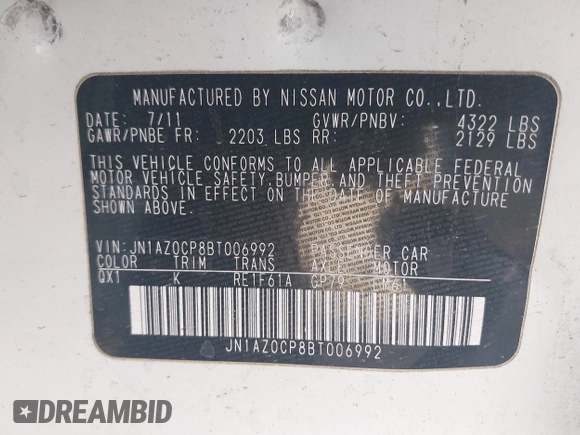 MANUFACTURED BY NISSAN MOTOR CO.,LTD.
DATE: 7/11 GVWR/PNBV: 4322 LBS
GAWR/PNBE FR: 2203 LBS RR: 2129 LBS
THIS VEHICLE CONFORMS TO ALL APPLICABLE FEDERAL
MOTOR VEHICLE SAFETY,BUMPER,AND THEFT PREVENTION
STANDARDS IN EFFECT ON THE DATE OF MANUFACTURE
SHOWN ABOVE.
VIN:JN1AZ0CP8BT006992 PASSENGER CAR
COLOR TRIM TRANS AXLE MOTOR
QX1 K RE1F61A GP79 EM61
JN1AZ0CP8BT006992
DREAMBID